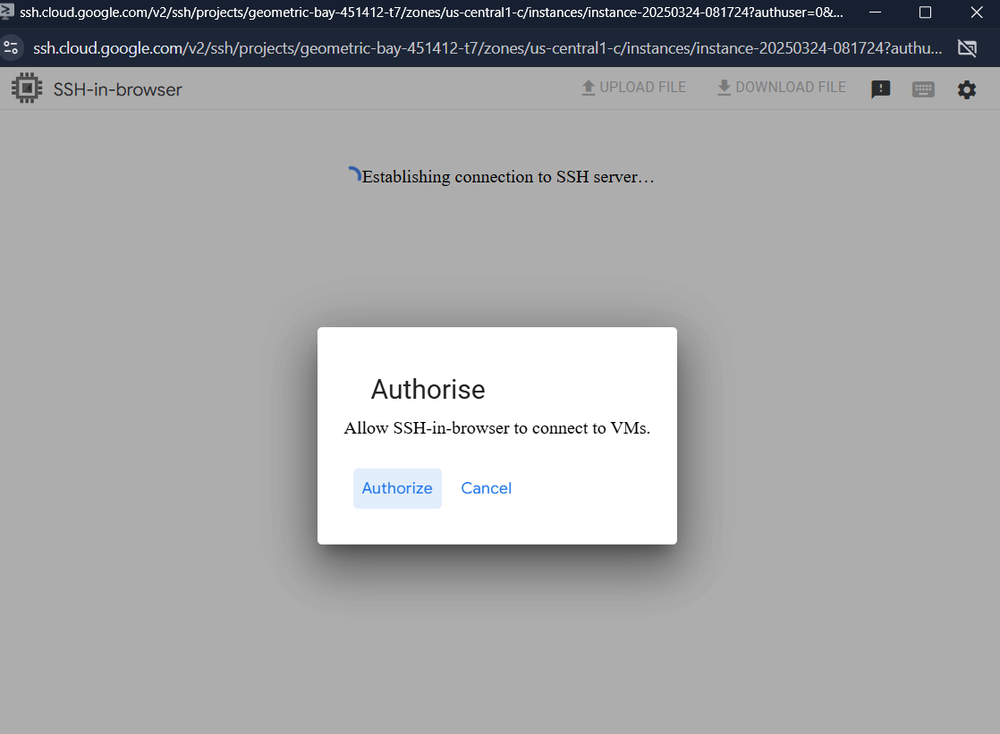 ssh.cloud.google.com/v2/ssh/projects/geometric-bay-451412-t7/zones/us-central1-c/instances/instance-20250324-081724?authuser=0&...
ssh.cloud.google.com/v2/ssh/projects/geometric-bay-451412-t7/zones/us-central1-c/instances/instance-20250324-081724?authu...
SSH-in-browser UPLOAD FILE DOWNLOAD FILE
Establishing connection to SSH server…
Authorise
Allow SSH-in-browser to connect to VMs.
Authorize Cancel